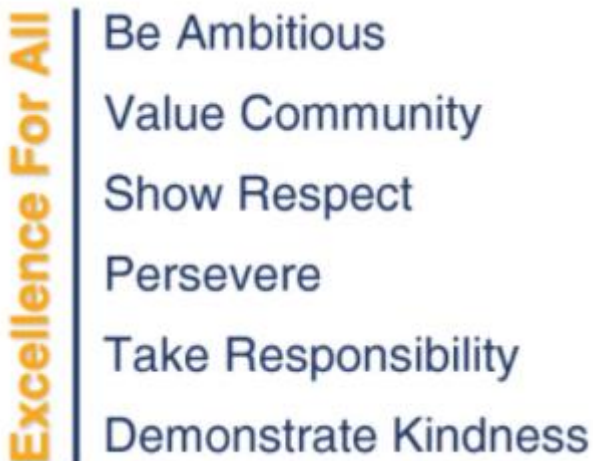 Excellence For All
Be Ambitious
Value Community
Show Respect
Persevere
Take Responsibility
Demonstrate Kindness